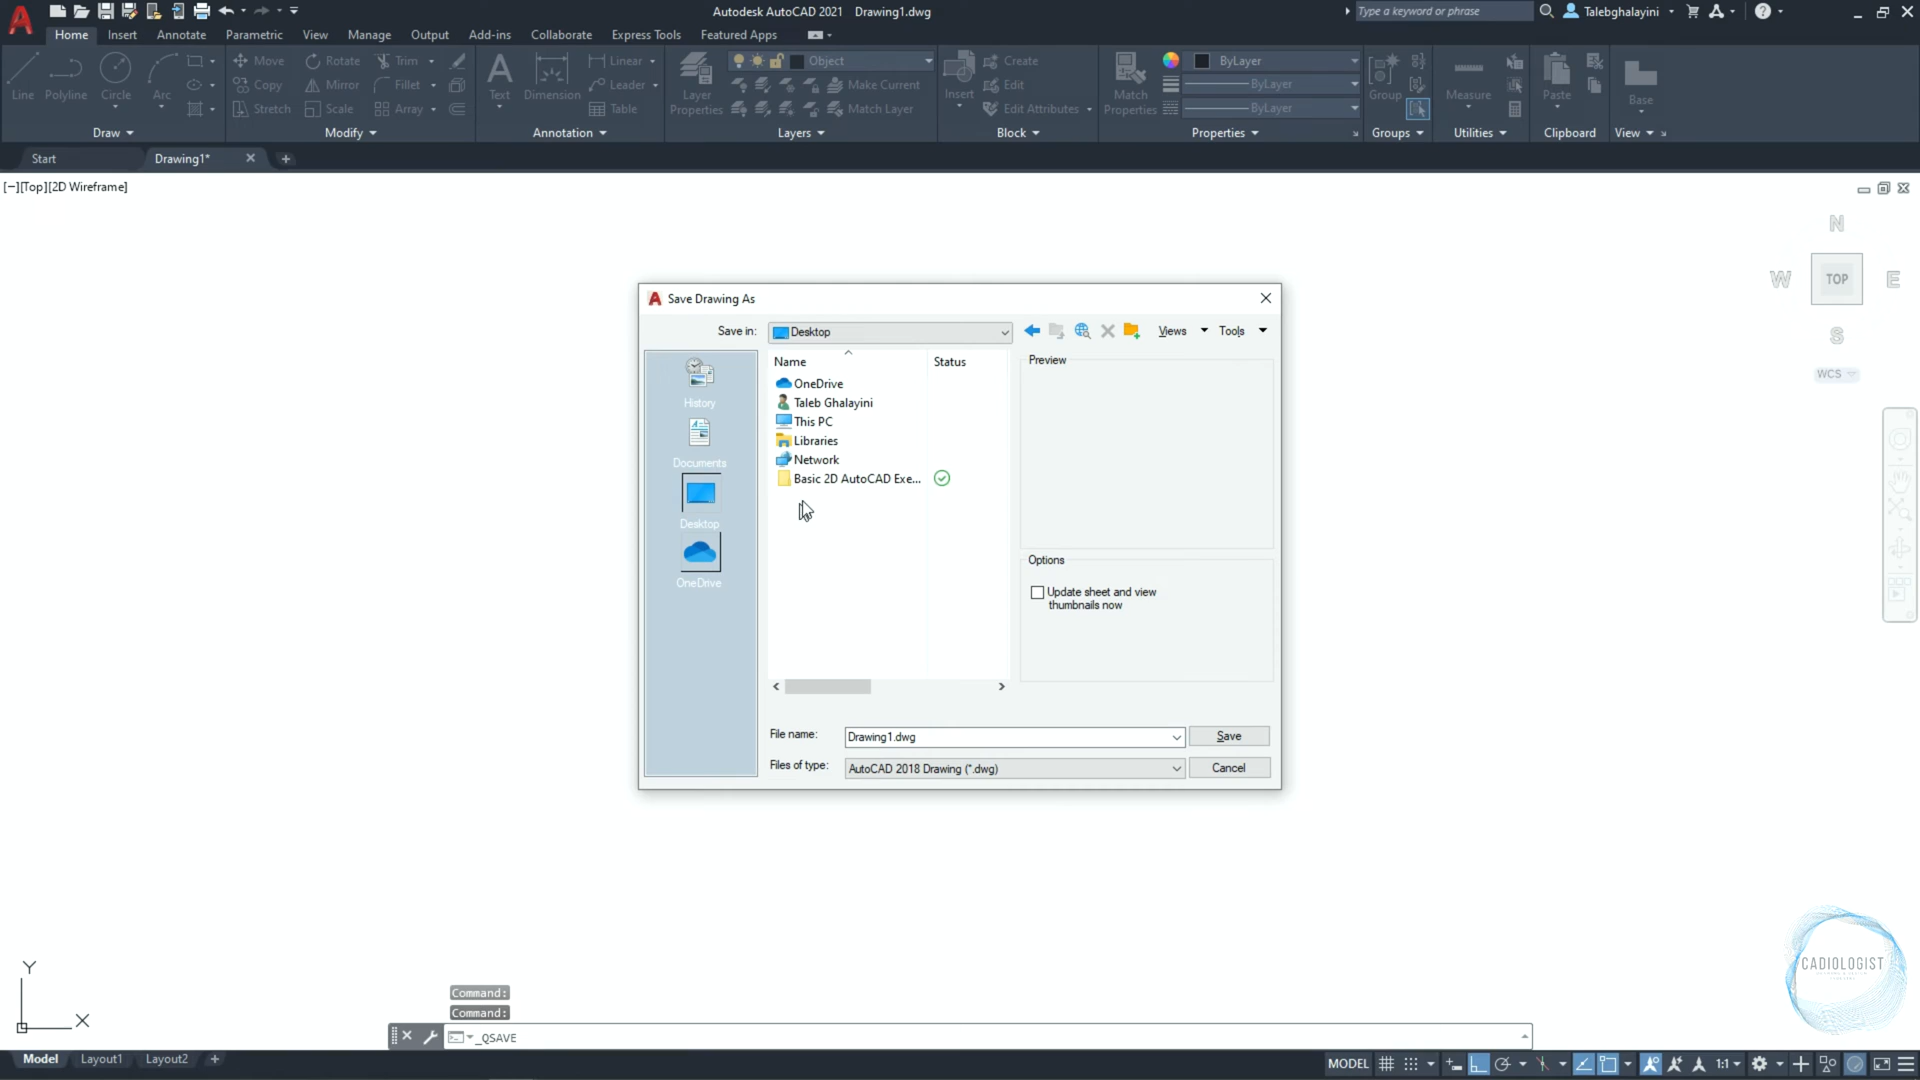 Autodesk AutoCAD 2021 Drawing1.dwg
Type a keyword or phrase
Talebghalayini
Home Insert Annotate Parametric View Manage Output Add-ins Collaborate Express Tools Featured Apps
Line Polyline Circle Arc
Draw
Move Rotate Trim
Copy Mirror Fillet
Stretch Scale Array
Modify
Text Dimension
Linear
Leader
Table
Annotation
Layer Properties
Object
Make Current
Match Layer
Layers
Insert
Create
Edit
Edit Attributes
Block
Match Properties
ByLayer
ByLayer
ByLayer
Properties
Group
Groups
Measure
Utilities
Paste
Clipboard
Base
View
Start Drawing1*
[−][Top][2D Wireframe]
N
W TOP E
S
WCS
Save Drawing As
Save in: Desktop Views Tools
History
Documents
Desktop
OneDrive
Name Status
OneDrive
Taleb Ghalayini
This PC
Libraries
Network
Basic 2D AutoCAD Exe...
Preview
Options
Update sheet and view
thumbnails now
File name: Drawing1.dwg Save
Files of type: AutoCAD 2018 Drawing (*.dwg) Cancel
CADIOLOGIST
Y
X
Command:
Command:
_QSAVE
Model Layout1 Layout2 +
MODEL 1:1